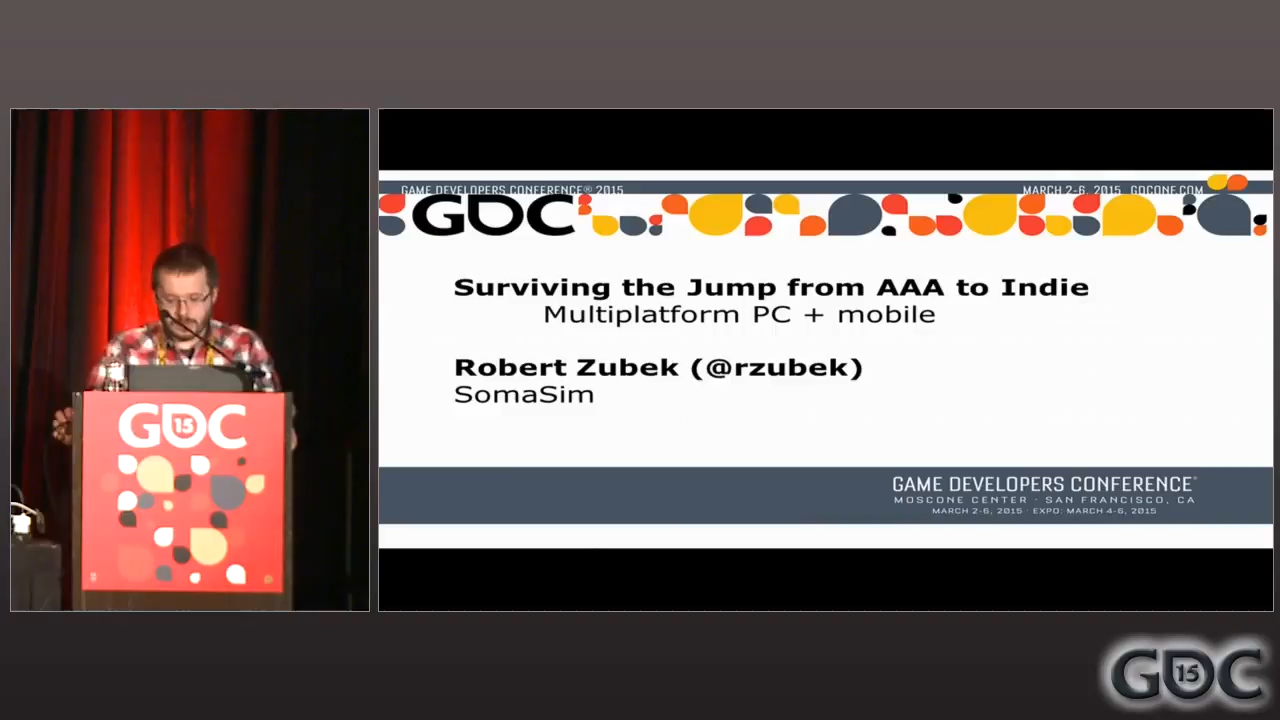 GAME DEVELOPERS CONFERENCE® 2015
MARCH 2-6, 2015 GDCONF.COM
GDC
Surviving the Jump from AAA to Indie
Multiplatform PC + mobile
Robert Zubek (@rzubek)
SomaSim
GAME DEVELOPERS CONFERENCE®
MOSCONE CENTER · SAN FRANCISCO, CA
MARCH 2-6, 2015 · EXPO: MARCH 4-6, 2015
GDC 15
GDC 15